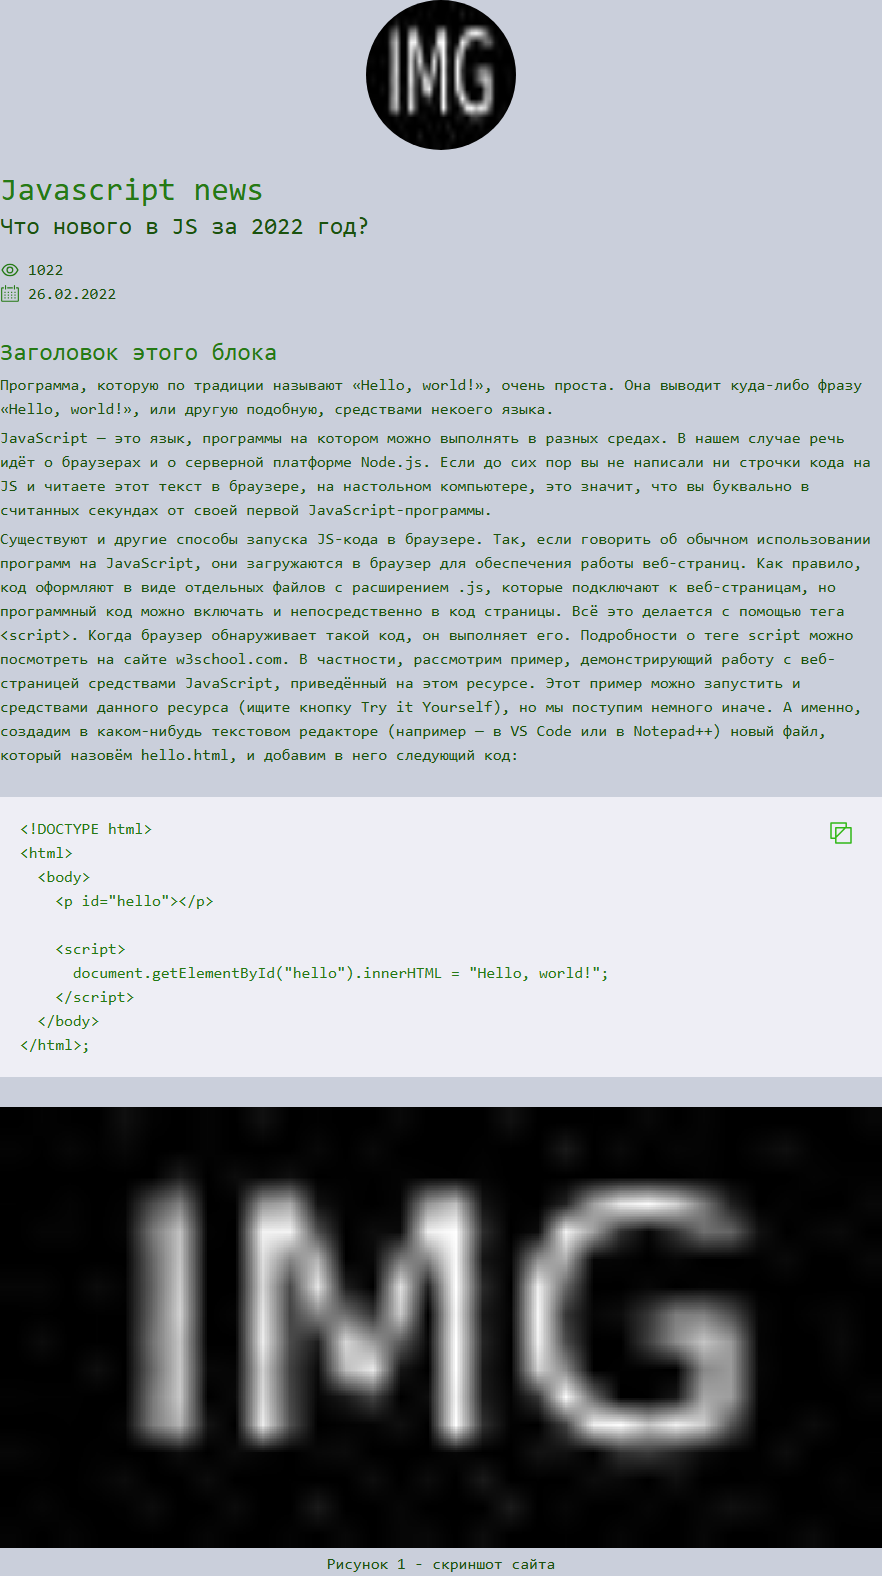 IMG
Javascript news
Что нового в JS за 2022 год?
1022
26.02.2022
Заголовок этого блока
Программа, которую по традиции называют «Hello, world!», очень проста. Она выводит куда-либо фразу
«Hello, world!», или другую подобную, средствами некоего языка.
JavaScript — это язык, программы на котором можно выполнять в разных средах. В нашем случае речь
идёт о браузерах и о серверной платформе Node.js. Если до сих пор вы не написали ни строчки кода на
JS и читаете этот текст в браузере, на настольном компьютере, это значит, что вы буквально в
считанных секундах от своей первой JavaScript-программы.
Существуют и другие способы запуска JS-кода в браузере. Так, если говорить об обычном использовании
программ на JavaScript, они загружаются в браузер для обеспечения работы веб-страниц. Как правило,
код оформляют в виде отдельных файлов с расширением .js, которые подключают к веб-страницам, но
программный код можно включать и непосредственно в код страницы. Всё это делается с помощью тега
<script>. Когда браузер обнаруживает такой код, он выполняет его. Подробности о теге script можно
посмотреть на сайте w3school.com. В частности, рассмотрим пример, демонстрирующий работу с веб-
страницей средствами JavaScript, приведённый на этом ресурсе. Этот пример можно запустить и
средствами данного ресурса (ищите кнопку Try it Yourself), но мы поступим немного иначе. А именно,
создадим в каком-нибудь текстовом редакторе (например — в VS Code или в Notepad++) новый файл,
который назовём hello.html, и добавим в него следующий код:
<!DOCTYPE html>
<html>
  <body>
    <p id="hello"></p>
    <script>
      document.getElementById("hello").innerHTML = "Hello, world!";
    </script>
  </body>
</html>;
IMG
Рисунок 1 - скриншот сайта